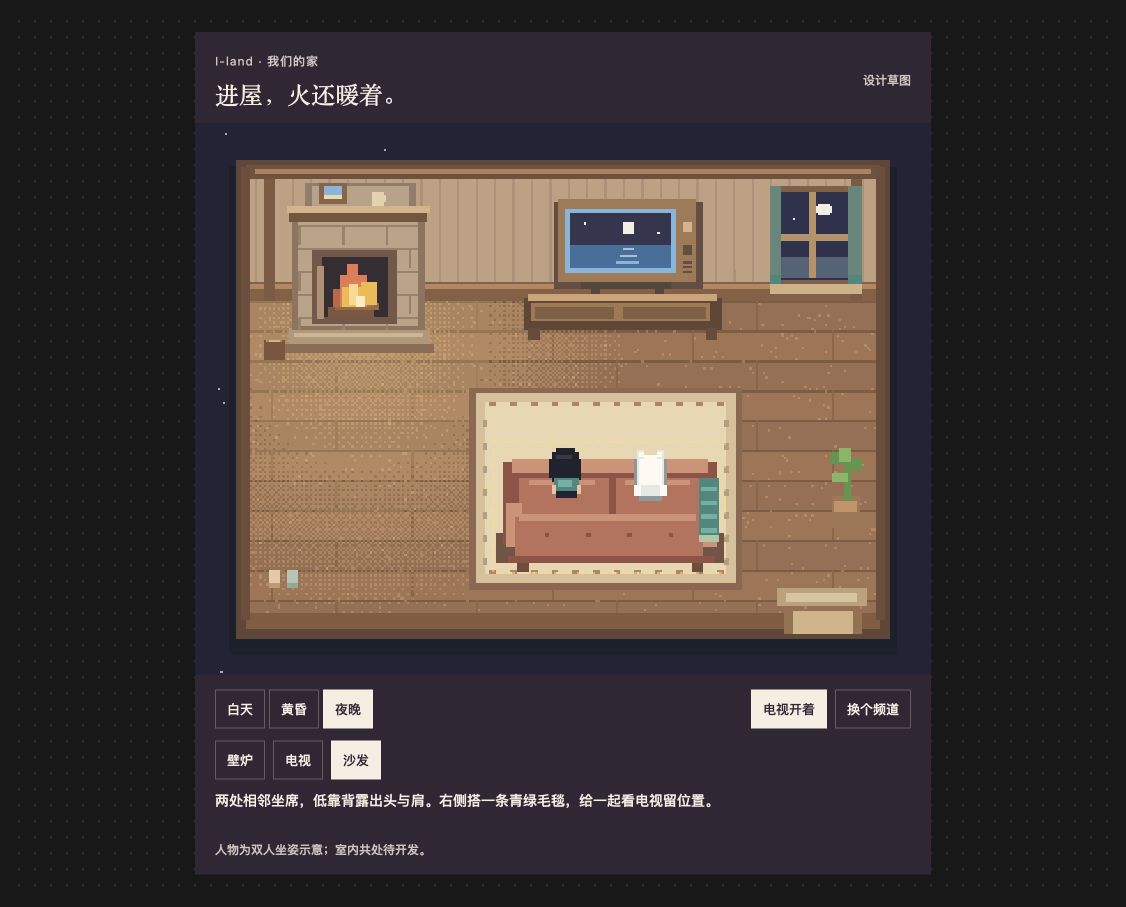 I-land · 我们的家
进屋，火还暖着。
设计草图
白天
黄昏
夜晚
电视开着
换个频道
壁炉
电视
沙发
两处相邻坐席，低靠背露出头与肩。右侧搭一条青绿毛毯，给一起看电视留位置。
人物为双人坐姿示意；室内共处待开发。